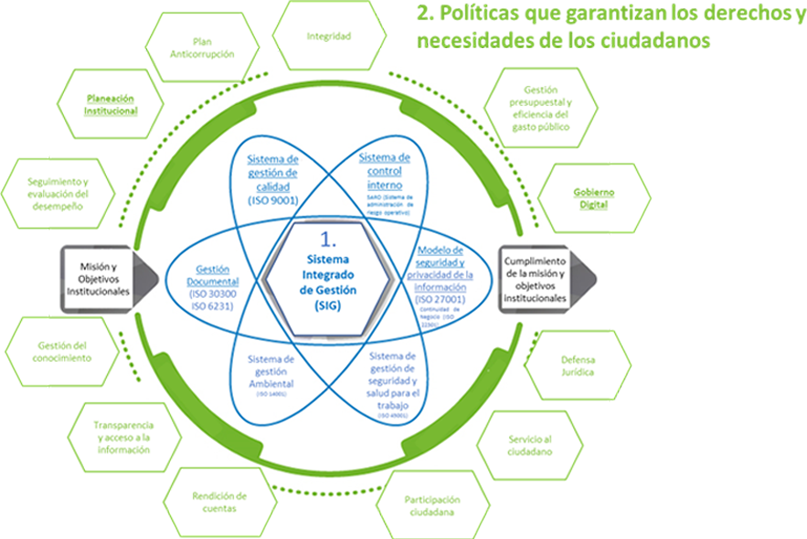 2. Políticas que garantizan los derechos y
necesidades de los ciudadanos
Integridad
Plan
Anticorrupción
Planeación
Institucional
Seguimiento y
evaluación del
desempeño
Gestión
presupuestal y
eficiencia del
gasto público
Gobierno
Digital
Sistema de
gestión de
calidad
(ISO 9001)
Sistema de
control
interno
SARO (Sistema de
administración de
riesgo operativo)
Misión y
Objetivos
Institucionales
Gestión
Documental
(ISO 30300
ISO 6231)
1.
Sistema
Integrado
de Gestión
(SIG)
Modelo de
seguridad y
privacidad de la
información
(ISO 27001)
Continuidad de
Negocio (ISO
22301)
Cumplimiento
de la misión y
objetivos
institucionales
Sistema de
gestión
Ambiental
(ISO 14001)
Sistema de
gestión de
seguridad y
salud para el
trabajo
(ISO 45001)
Gestión del
conocimiento
Transparencia
y acceso a la
información
Rendición de
cuentas
Participación
ciudadana
Servicio al
ciudadano
Defensa
Jurídica